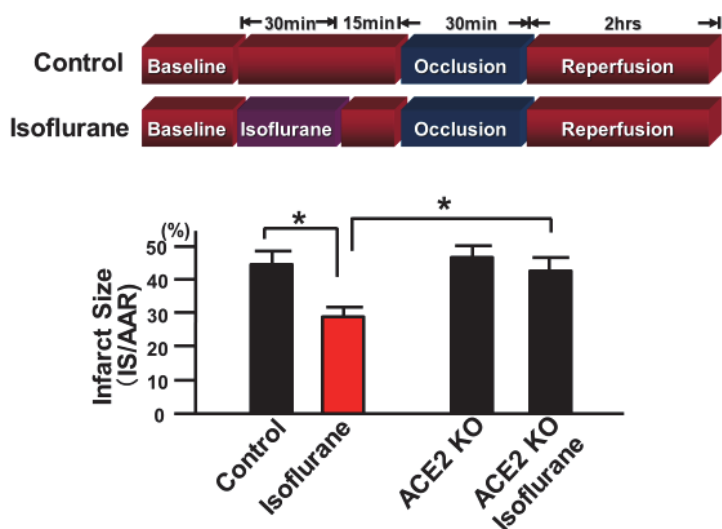 30min 15min 30min 2hrs
Control Baseline Occlusion Reperfusion
Isoflurane Baseline Isoflurane Occlusion Reperfusion
* *
(%)
50
40
30
20
10
0
Infarct Size
(IS/AAR)
Control
Isoflurane
ACE2 KO
ACE2 KO
Isoflurane